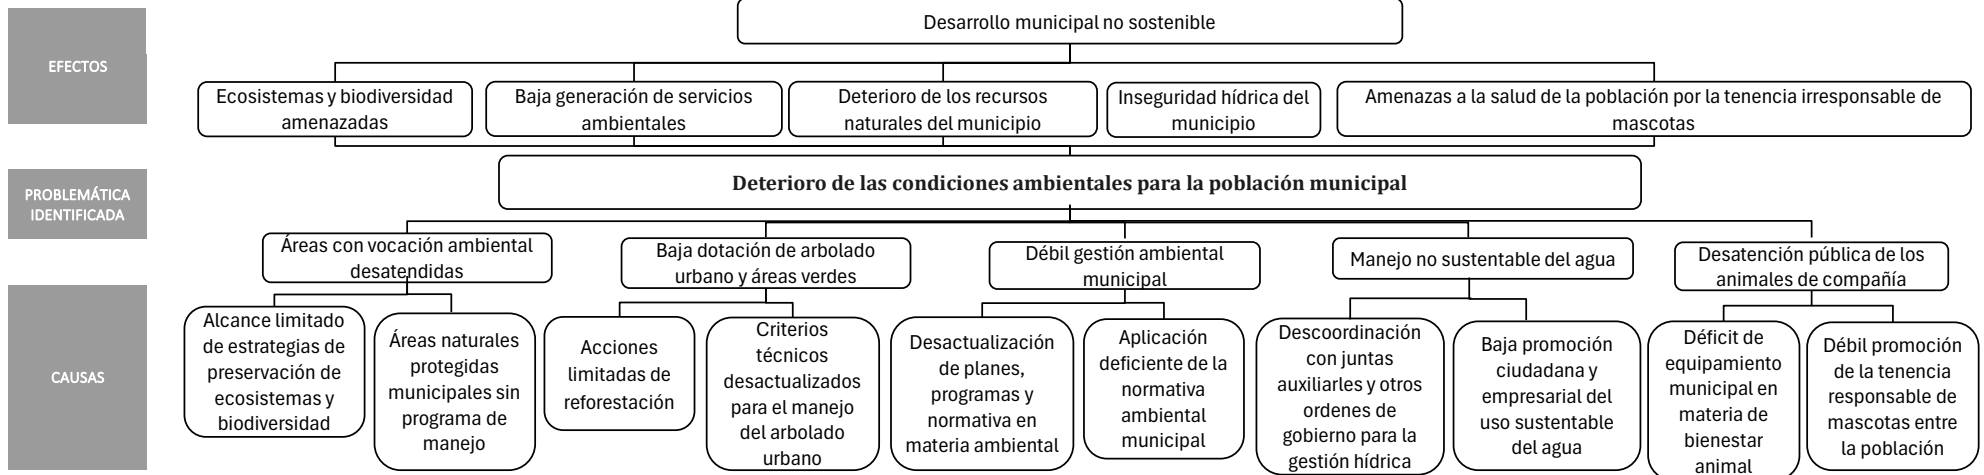 Desarrollo municipal no sostenible
EFECTOS
Ecosistemas y biodiversidad
amenazadas
Baja generación de servicios
ambientales
Deterioro de los recursos
naturales del municipio
Inseguridad hídrica del
municipio
Amenazas a la salud de la población por la tenencia irresponsable de
mascotas
PROBLEMÁTICA
IDENTIFICADA
Deterioro de las condiciones ambientales para la población municipal
Áreas con vocación ambiental
desatendidas
Baja dotación de arbolado
urbano y áreas verdes
Débil gestión ambiental
municipal
Manejo no sustentable del agua
Desatención pública de los
animales de compañía
CAUSAS
Alcance limitado
de estrategias de
preservación de
ecosistemas y
biodiversidad
Áreas naturales
protegidas
municipales sin
programa de
manejo
Acciones
limitadas de
reforestación
Criterios
técnicos
desactualizados
para el manejo
del arbolado
urbano
Desactualización
de planes,
programas y
normativa en
materia ambiental
Aplicación
deficiente de la
normativa
ambiental
municipal
Descoordinación
con juntas
auxiliarles y otros
ordenes de
gobierno para la
gestión hídrica
Baja promoción
ciudadana y
empresarial del
uso sustentable
del agua
Déficit de
equipamiento
municipal en
materia de
bienestar
animal
Débil promoción
de la tenencia
responsable de
mascotas entre
la población